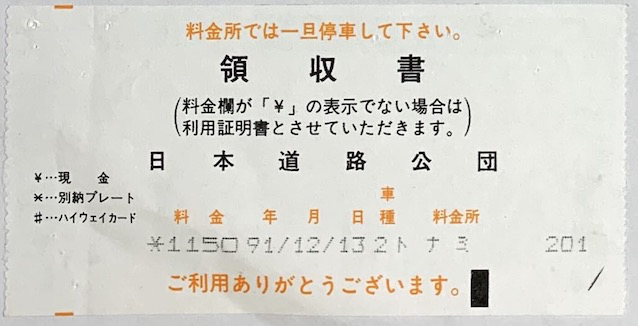 料金所では一旦停車して下さい。
領収書
(料金欄が「￥」の表示でない場合は
利用証明書とさせていただきます。)
日本道路公団
￥…現金
＊…別納プレート
♯…ハイウェイカード
料金 年 月 日 車種 料金所
＊1150 91/12/13 2 トナミ 201
ご利用ありがとうございます。